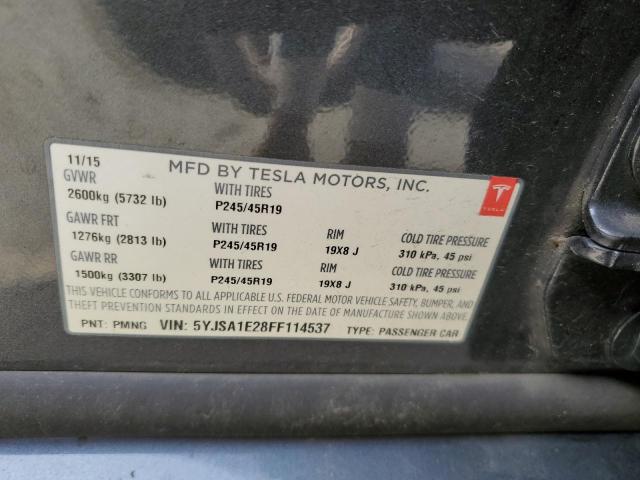 11/15 MFD BY TESLA MOTORS, INC.
GVWR WITH TIRES
2600kg (5732 lb) P245/45R19
TESLA
GAWR FRT WITH TIRES RIM COLD TIRE PRESSURE
1276kg (2813 lb) P245/45R19 19X8 J 310 kPa, 45 psi
GAWR RR WITH TIRES RIM COLD TIRE PRESSURE
1500kg (3307 lb) P245/45R19 19X8 J 310 kPa, 45 psi
THIS VEHICLE CONFORMS TO ALL APPLICABLE U.S. FEDERAL MOTOR VEHICLE SAFETY, BUMPER, AND
THEFT PREVENTION STANDARDS IN EFFECT ON THE DATE OF MANUFACTURE SHOWN ABOVE.
PNT: PMNG VIN: 5YJSA1E28FF114537 TYPE: PASSENGER CAR